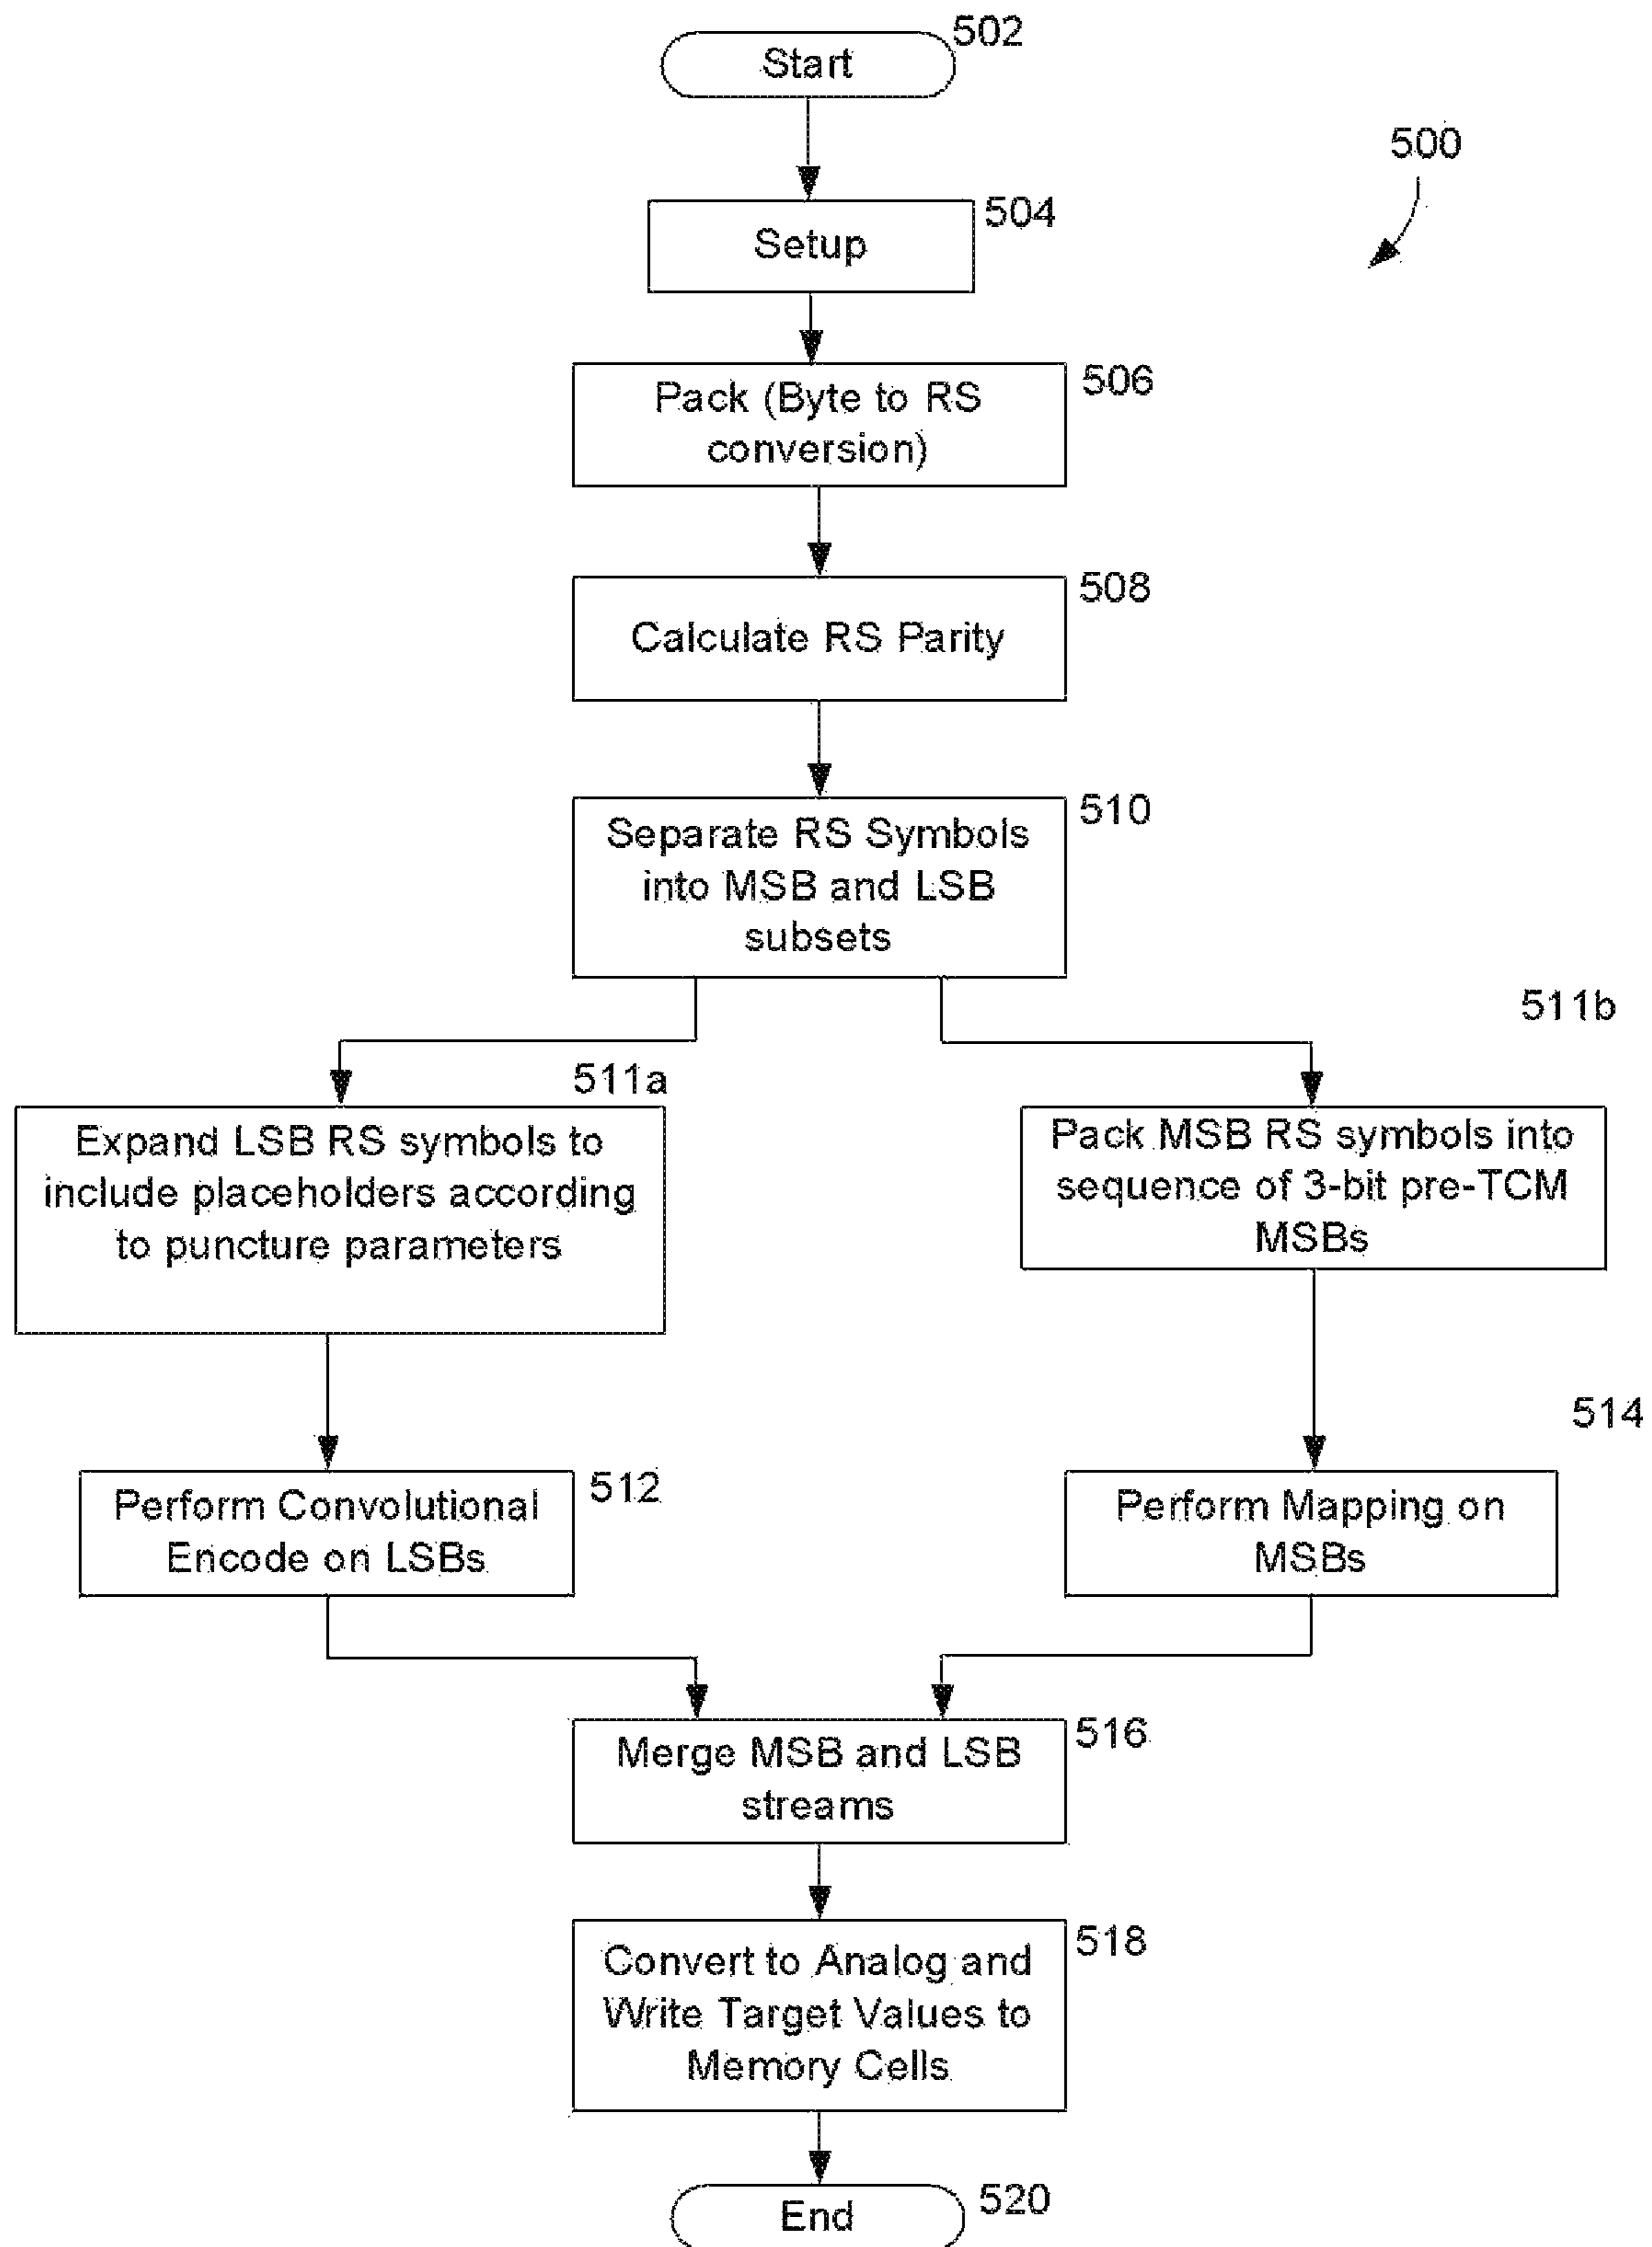 502
Start
500
504
Setup
506
Pack (Byte to RS
conversion)
508
Calculate RS Parity
510
Separate RS Symbols
into MSB and LSB
subsets
511b
511a
Expand LSB RS symbols to
include placeholders according
to puncture parameters
Pack MSB RS symbols into
sequence of 3-bit pre-TCM
MSBs
514
512
Perform Convolutional
Encode on LSBs
Perform Mapping on
MSBs
516
Merge MSB and LSB
streams
518
Convert to Analog and
Write Target Values to
Memory Cells
520
End